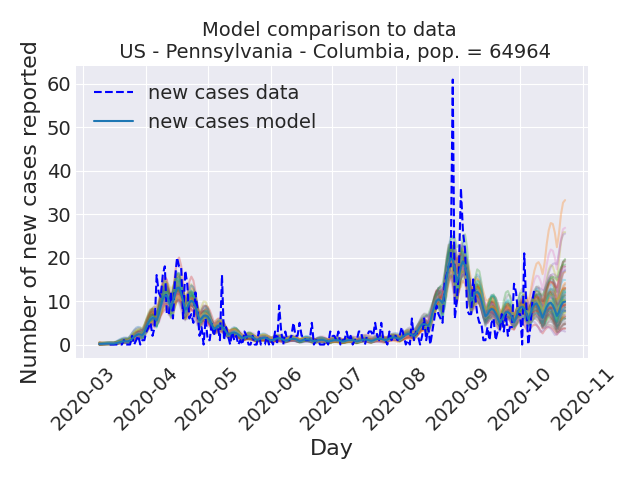 Model comparison to data
US - Pennsylvania - Columbia, pop. = 64964
Number of new cases reported
60
50
40
30
20
10
0
new cases data
new cases model
2020-03
2020-04
2020-05
2020-06
2020-07
2020-08
2020-09
2020-10
2020-11
Day